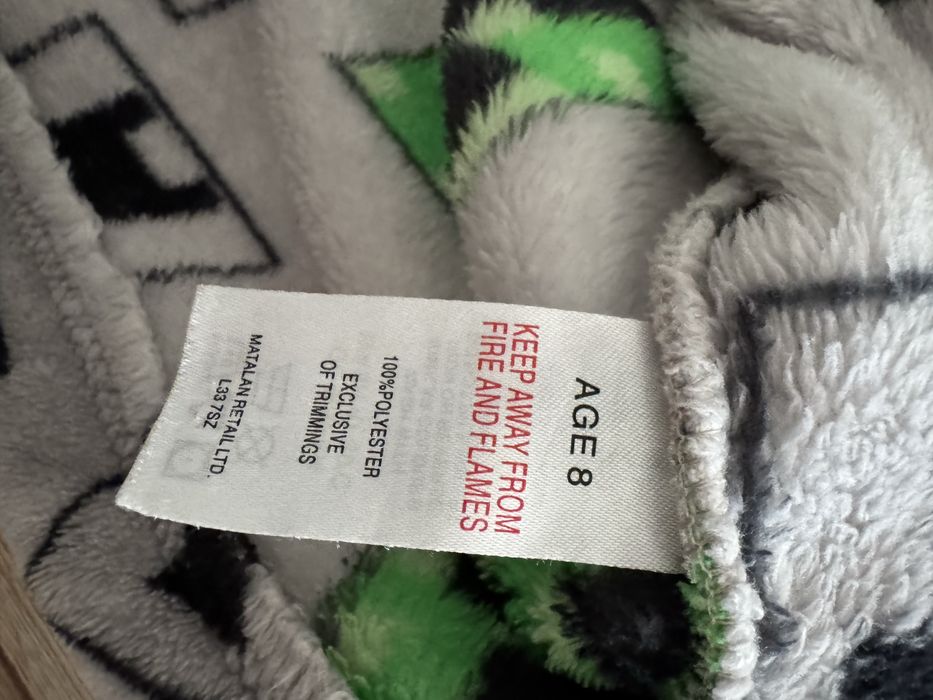 AGE 8
KEEP AWAY FROM
FIRE AND FLAMES
100%POLYESTER
EXCLUSIVE
OF TRIMMINGS
MATALAN RETAIL LTD.
L33 7SZ